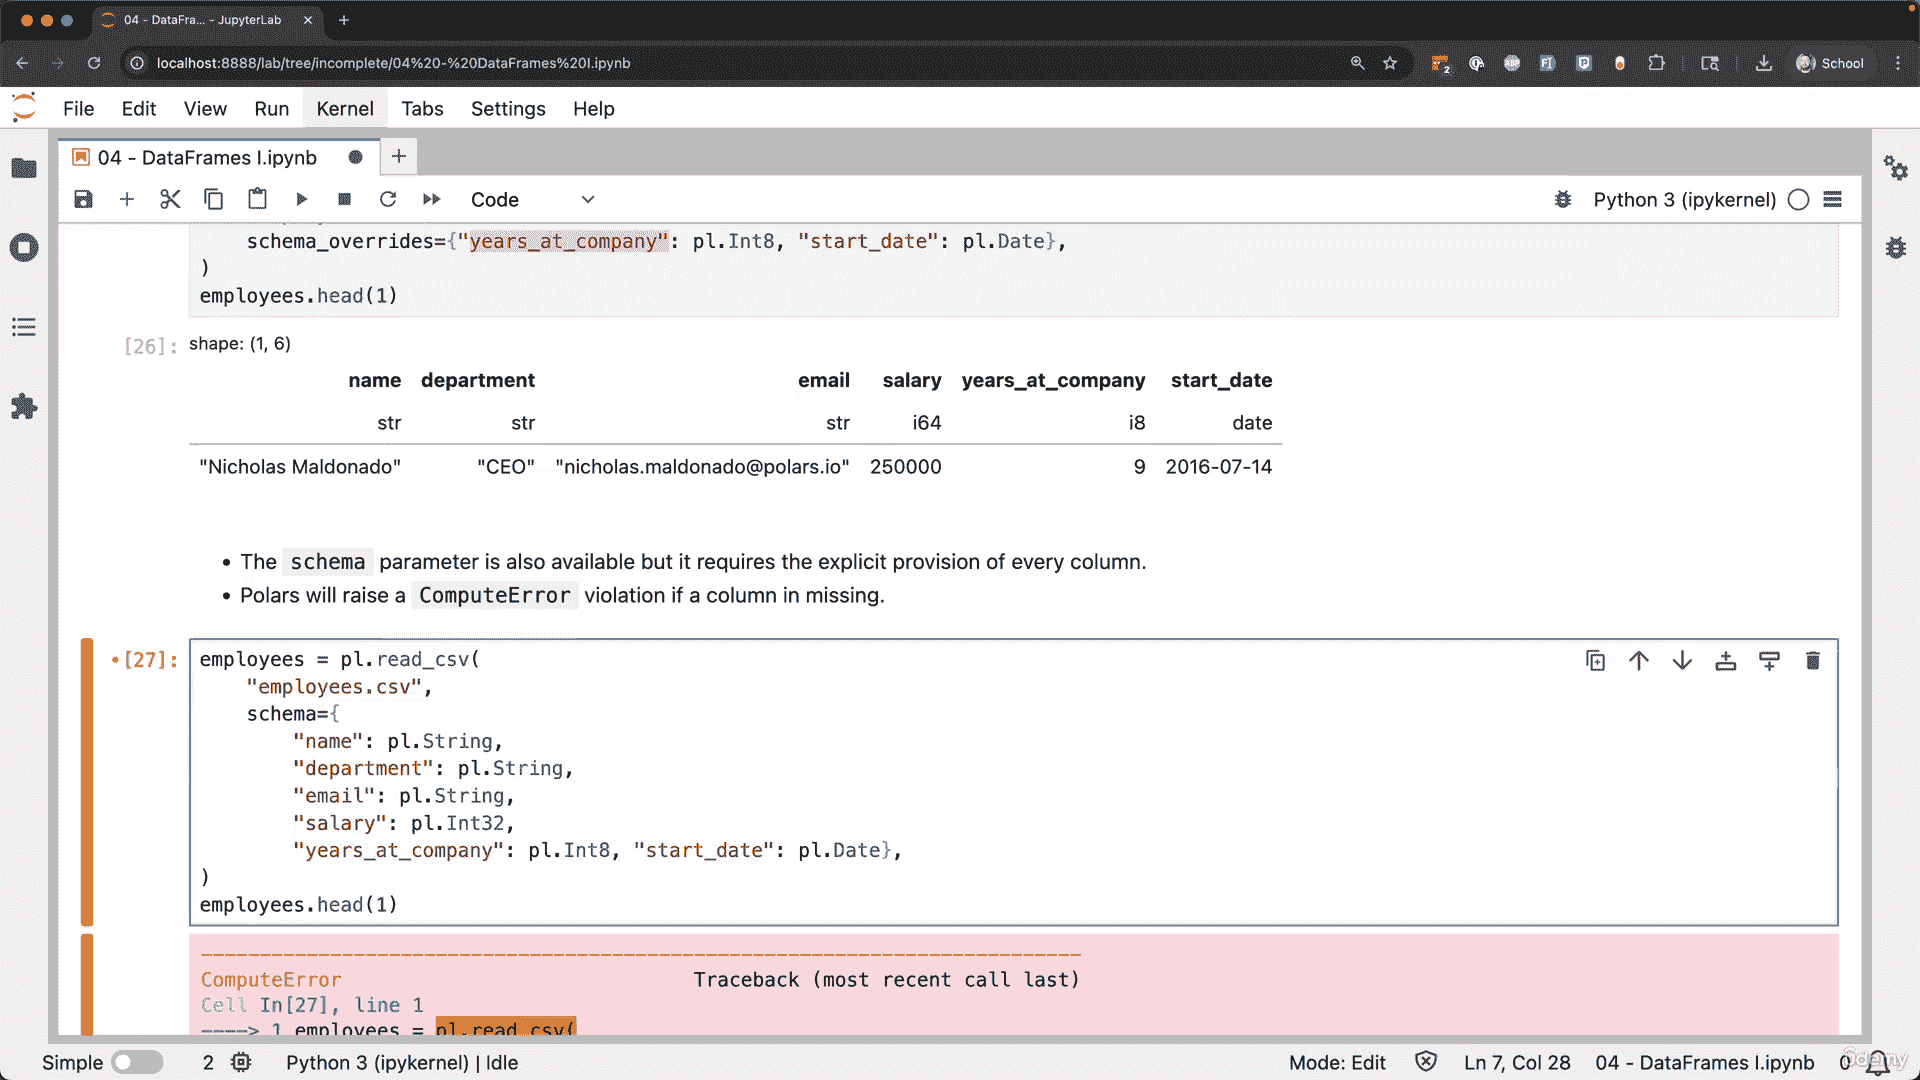 04 - DataFra... - JupyterLab
localhost:8888/lab/tree/incomplete/04%20-%20DataFrames%20I.ipynb
2
ABP
School
File Edit View Run Kernel Tabs Settings Help
04 - DataFrames I.ipynb
Code
Python 3 (ipykernel)
schema_overrides={"years_at_company": pl.Int8, "start_date": pl.Date},
)
employees.head(1)
[26]: shape: (1, 6)
name department email salary years_at_company start_date
str str str i64 i8 date
"Nicholas Maldonado" "CEO" "nicholas.maldonado@polars.io" 250000 9 2016-07-14
• The schema parameter is also available but it requires the explicit provision of every column.
• Polars will raise a ComputeError violation if a column in missing.
•[27]: employees = pl.read_csv(
"employees.csv",
schema={
"name": pl.String,
"department": pl.String,
"email": pl.String,
"salary": pl.Int32,
"years_at_company": pl.Int8, "start_date": pl.Date},
)
employees.head(1)
---------------------------------------------------------------------------
ComputeError Traceback (most recent call last)
Cell In[27], line 1
----> 1 employees = pl.read_csv(
Simple 2 Python 3 (ipykernel) | Idle Mode: Edit Ln 7, Col 28 04 - DataFrames I.ipynb 0
udemy